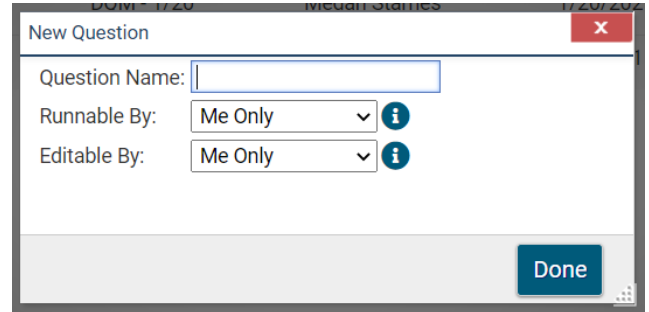 New Question
x
Question Name:
Runnable By: Me Only
Editable By: Me Only
Done